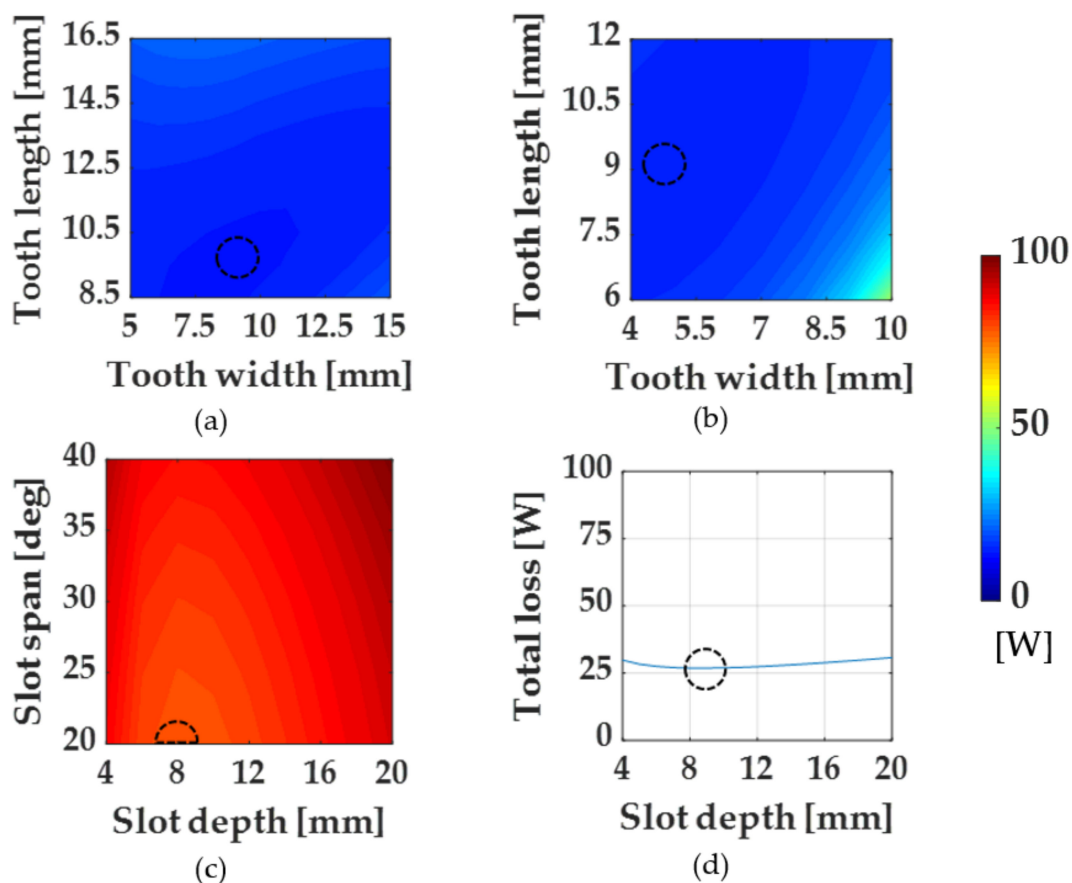 Tooth length [mm]
16.5
14.5
12.5
10.5
8.5
5 7.5 10 12.5 15
Tooth width [mm]
(a)
Tooth length [mm]
12
10.5
9
7.5
6
4 5.5 7 8.5 10
Tooth width [mm]
(b)
Slot span [deg]
40
35
30
25
20
4 8 12 16 20
Slot depth [mm]
(c)
Total loss [W]
100
75
50
25
0
4 8 12 16 20
Slot depth [mm]
(d)
100
50
0
[W]